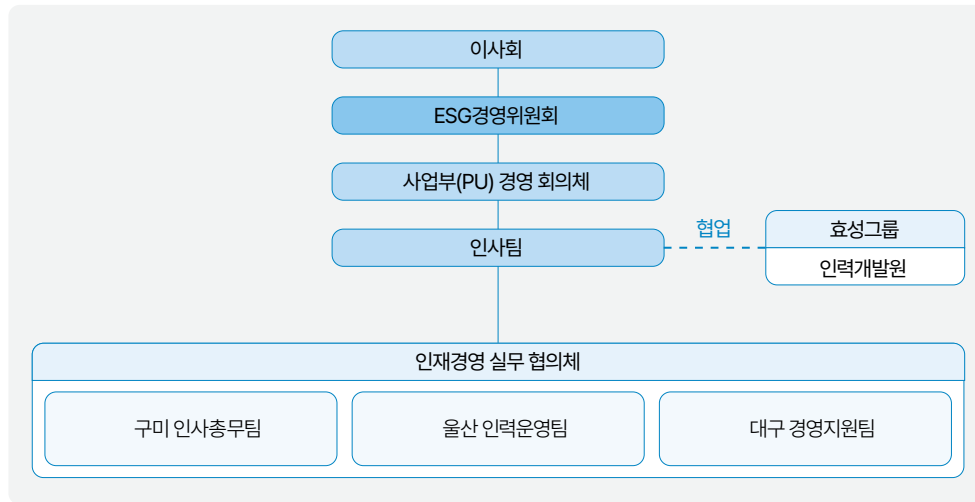 이사회
ESG경영위원회
사업부(PU) 경영 회의체
인사팀
협업
효성그룹
인력개발원
인재경영 실무 협의체
구미 인사총무팀
울산 인력운영팀
대구 경영지원팀